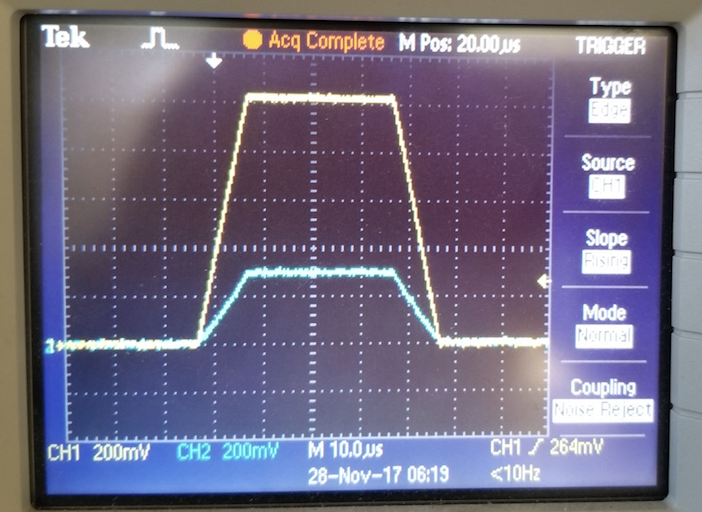 Tek Acq Complete M Pos: 20.00µs TRIGGER
Type
Edge
Source
CH1
Slope
Rising
Mode
Normal
Coupling
Noise Reject
2
CH1 200mV CH2 200mV M 10.0µs CH1 264mV
28-Nov-17 06:19 <10Hz